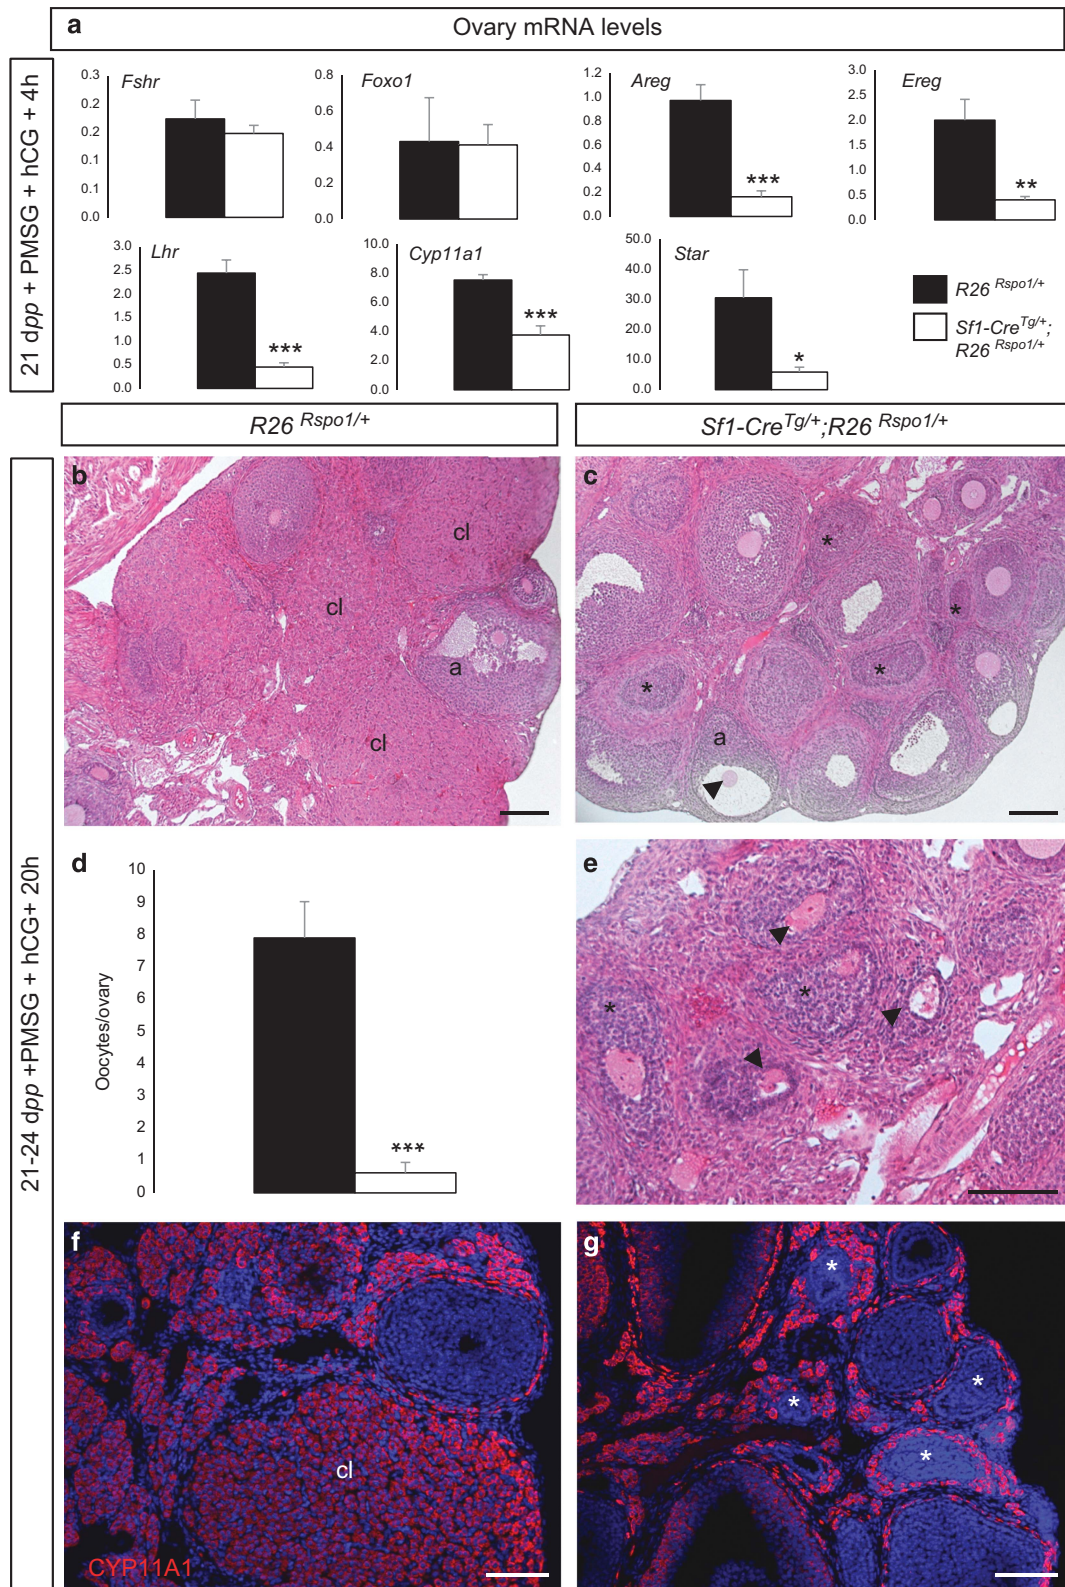 a
Ovary mRNA levels
21 dpp + PMSG + hCG + 4h
Fshr
0.3
0.2
0.2
0.1
0.1
0.0
Foxo1
0.8
0.6
0.4
0.2
0.0
Areg
1.2
1.0
0.8
0.6
0.4
0.2
0.0
***
Ereg
3.0
2.5
2.0
1.5
1.0
0.5
0.0
**
Lhr
3.0
2.5
2.0
1.5
1.0
0.5
0.0
***
Cyp11a1
10.0
8.0
6.0
4.0
2.0
0.0
***
Star
50.0
40.0
30.0
20.0
10.0
0.0
*
R26 Rspo1/+
Sf1-Cre Tg/+;
R26 Rspo1/+
R26 Rspo1/+
Sf1-Cre Tg/+;R26 Rspo1/+
21-24 dpp +PMSG + hCG+ 20h
b
cl
cl
a
cl
c
*
*
*
*
a
d
Oocytes/ovary
10
9
8
7
6
5
4
3
2
1
0
***
e
*
*
f
cl
CYP11A1
g
*
*
*
*